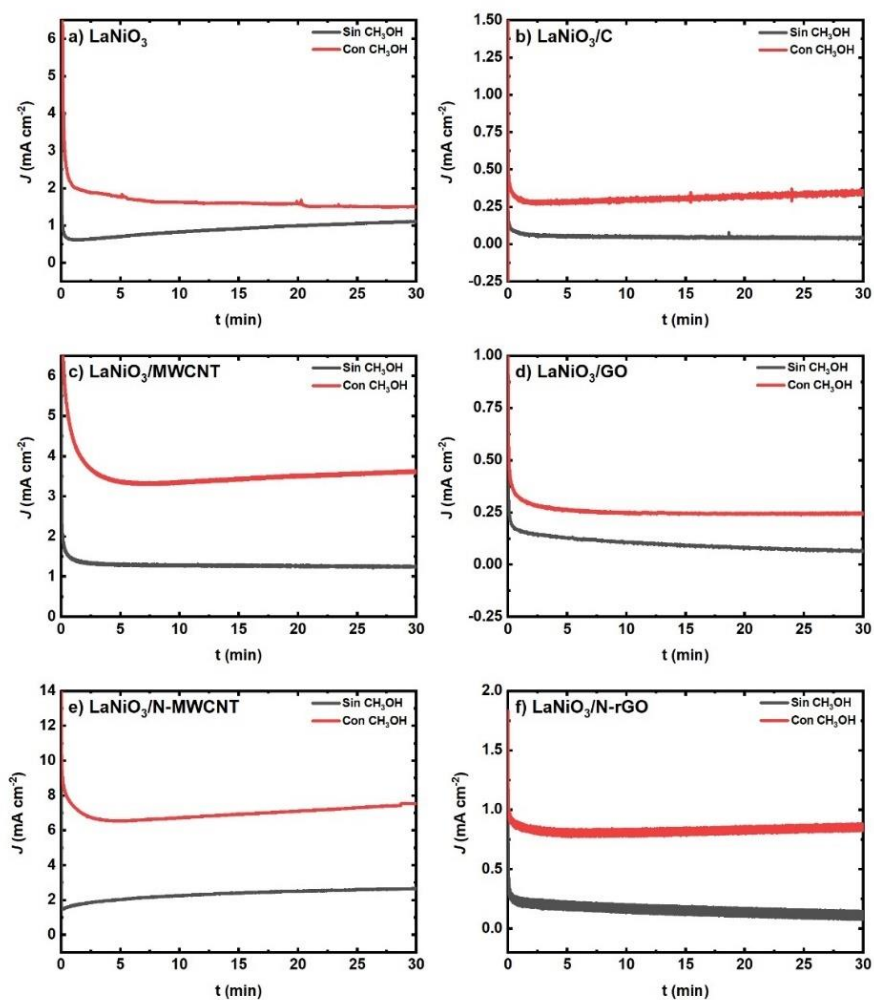 a) LaNiO₃
Sin CH₃OH
Con CH₃OH
J (mA cm⁻²)
6
5
4
3
2
1
0
0 5 10 15 20 25 30
t (min)
b) LaNiO₃/C
Sin CH₃OH
Con CH₃OH
J (mA cm⁻²)
1.50
1.25
1.00
0.75
0.50
0.25
0.00
-0.25
0 5 10 15 20 25 30
t (min)
c) LaNiO₃/MWCNT
Sin CH₃OH
Con CH₃OH
J (mA cm⁻²)
6
5
4
3
2
1
0
0 5 10 15 20 25 30
t (min)
d) LaNiO₃/GO
Sin CH₃OH
Con CH₃OH
J (mA cm⁻²)
1.00
0.75
0.50
0.25
0.00
-0.25
0 5 10 15 20 25 30
t (min)
e) LaNiO₃/N-MWCNT
Sin CH₃OH
Con CH₃OH
J (mA cm⁻²)
14
12
10
8
6
4
2
0
0 5 10 15 20 25 30
t (min)
f) LaNiO₃/N-rGO
Sin CH₃OH
Con CH₃OH
J (mA cm⁻²)
2.0
1.5
1.0
0.5
0.0
0 5 10 15 20 25 30
t (min)